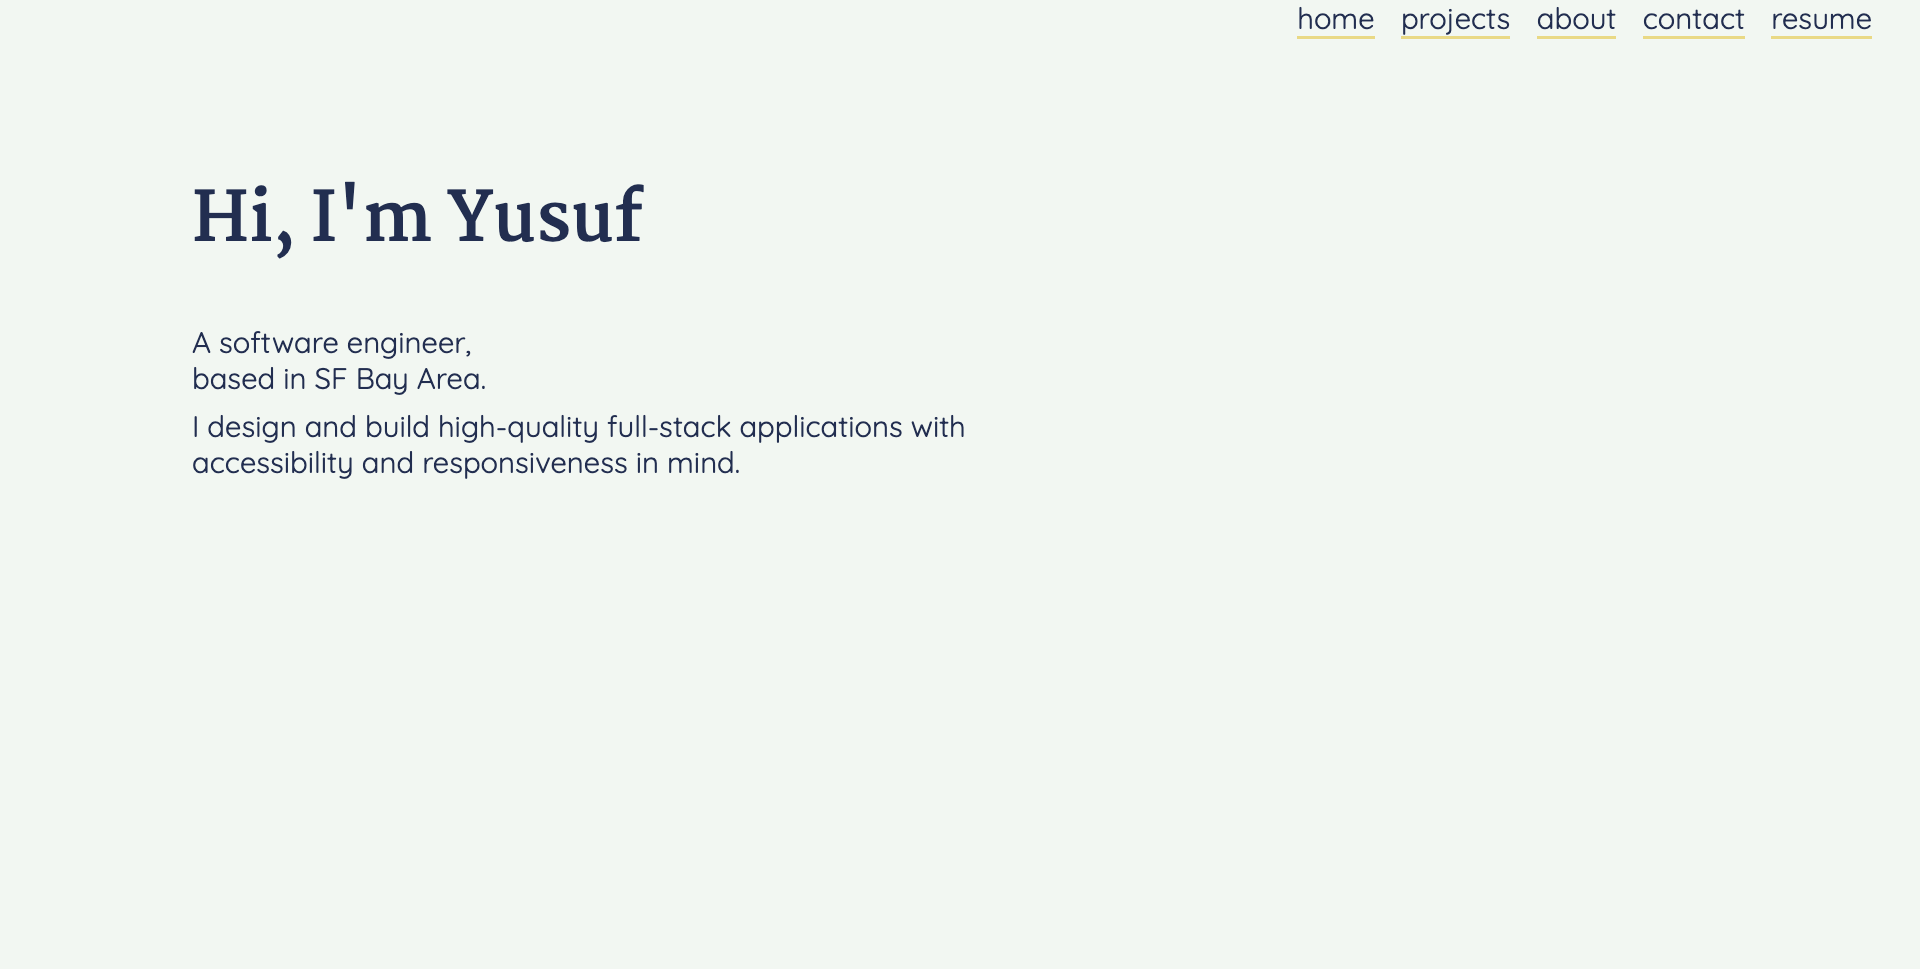 home projects about contact resume
Hi, I'm Yusuf
A software engineer,
based in SF Bay Area.
I design and build high-quality full-stack applications with
accessibility and responsiveness in mind.